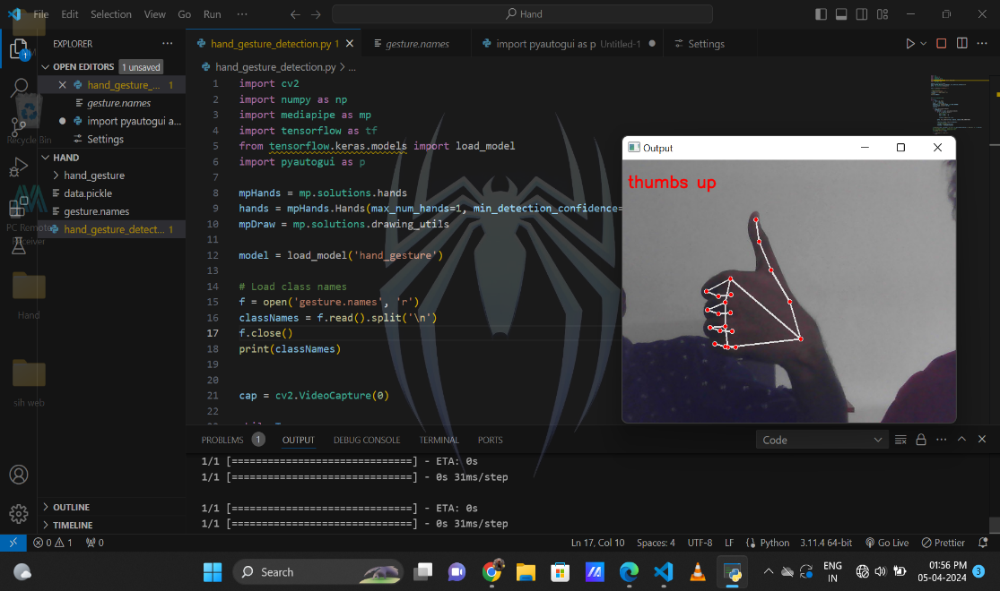 File Edit Selection View Go Run ··· Hand
EXPLORER ···
OPEN EDITORS 1 unsaved
hand_gesture_... 1
gesture.names
import pyautogui a...
Settings
HAND
hand_gesture
data.pickle
gesture.names
hand_gesture_detect... 1
OUTLINE
TIMELINE
Recycle Bin
PC Remote
Receiver
Hand
sih web
hand_gesture_detection.py 1
gesture.names
import pyautogui as p Untitled-1
Settings
hand_gesture_detection.py > ...
1 import cv2
2 import numpy as np
3 import mediapipe as mp
4 import tensorflow as tf
5 from tensorflow.keras.models import load_model
6 import pyautogui as p
7
8 mpHands = mp.solutions.hands
9 hands = mpHands.Hands(max_num_hands=1, min_detection_confidence=
10 mpDraw = mp.solutions.drawing_utils
11
12 model = load_model('hand_gesture')
13
14 # Load class names
15 f = open('gesture.names', 'r')
16 classNames = f.read().split('\n')
17 f.close()
18 print(classNames)
19
20
21 cap = cv2.VideoCapture(0)
22
Output
thumbs up
PROBLEMS 1 OUTPUT DEBUG CONSOLE TERMINAL PORTS Code
1/1 [==============================] - ETA: 0s
1/1 [==============================] - 0s 31ms/step
1/1 [==============================] - ETA: 0s
1/1 [==============================] - 0s 31ms/step
0 1 0 Ln 17, Col 10 Spaces: 4 UTF-8 LF Python 3.11.4 64-bit Go Live Prettier
Search
ENG
IN
01:56 PM
05-04-2024
3